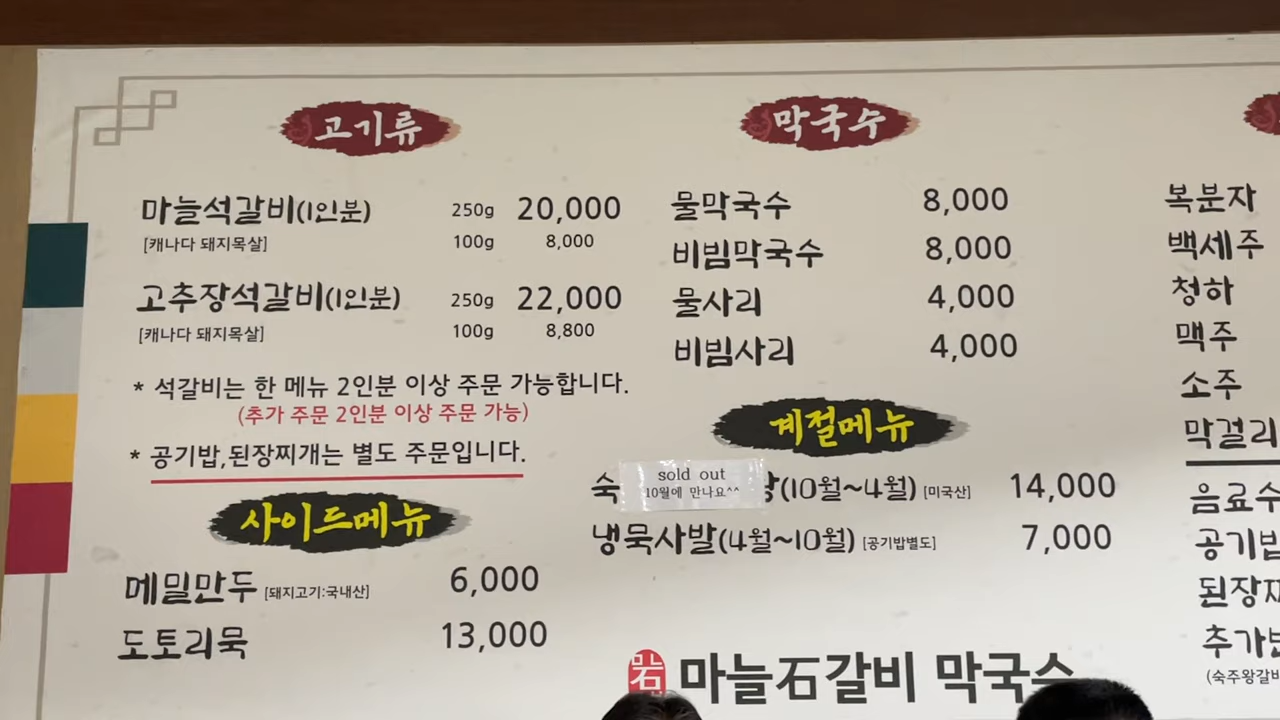 고기류
마늘석갈비(1인분) 250g 20,000
[캐나다 돼지목살] 100g 8,000
고추장석갈비(1인분) 250g 22,000
[캐나다 돼지목살] 100g 8,800
* 석갈비는 한 메뉴 2인분 이상 주문 가능합니다.
(추가 주문 2인분 이상 주문 가능)
* 공기밥,된장찌개는 별도 주문입니다.
사이드메뉴
메밀만두 [돼지고기:국내산] 6,000
도토리묵 13,000
막국수
물막국수 8,000
비빔막국수 8,000
물사리 4,000
비빔사리 4,000
계절메뉴
sold out
10월에 만나요^^
(10월~4월) [미국산] 14,000
냉묵사발(4월~10월) [공기밥별도] 7,000
마늘石갈비 막국수
복분자
백세주
청하
맥주
소주
막걸리
음료수
공기밥